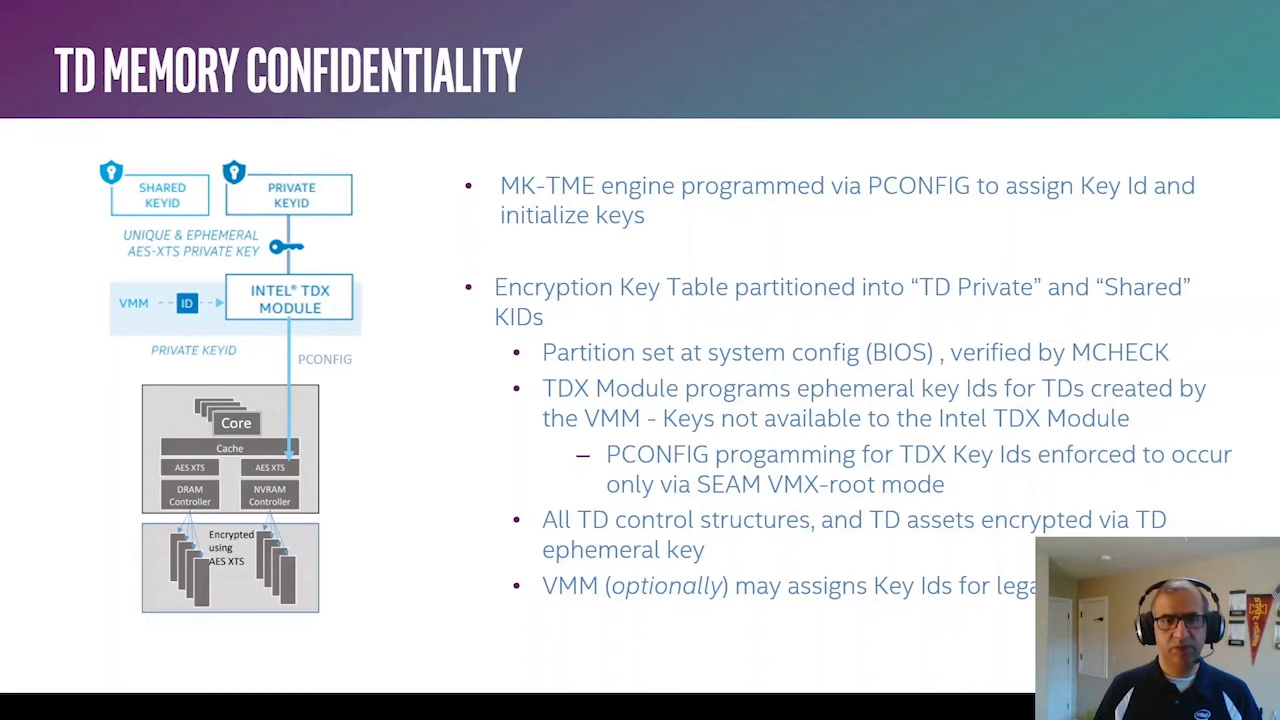 TD MEMORY CONFIDENTIALITY
SHARED
KEYID
PRIVATE
KEYID
UNIQUE & EPHEMERAL
AES-XTS PRIVATE KEY
VMM
ID
INTEL® TDX
MODULE
PRIVATE KEYID
PCONFIG
Core
Cache
AES XTS
AES XTS
DRAM
Controller
NVRAM
Controller
Encrypted
using
AES XTS
• MK-TME engine programmed via PCONFIG to assign Key Id and
initialize keys
• Encryption Key Table partitioned into “TD Private” and “Shared”
KIDs
• Partition set at system config (BIOS) , verified by MCHECK
• TDX Module programs ephemeral key Ids for TDs created by
the VMM - Keys not available to the Intel TDX Module
– PCONFIG progamming for TDX Key Ids enforced to occur
only via SEAM VMX-root mode
• All TD control structures, and TD assets encrypted via TD
ephemeral key
• VMM (optionally) may assigns Key Ids for lega